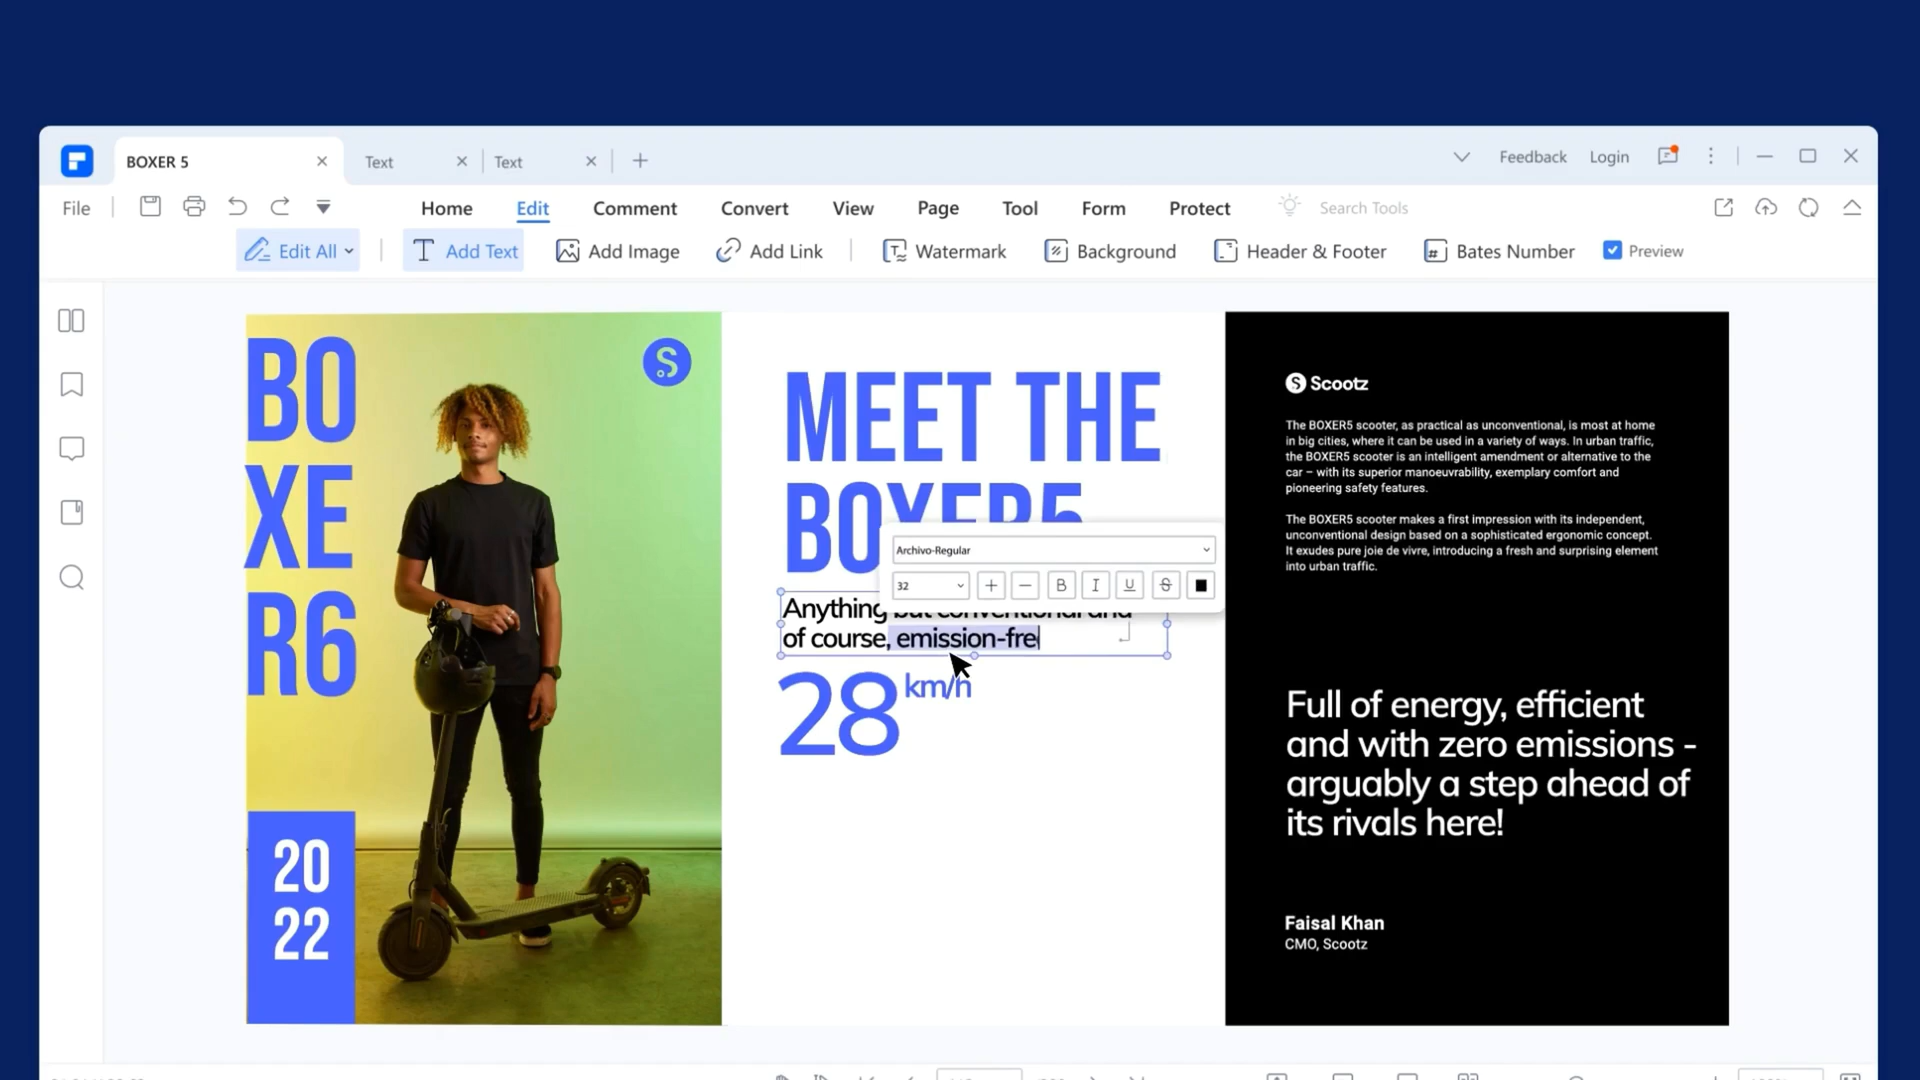 BOXER 5
Text
Text
Feedback
Login
File
Home
Edit
Comment
Convert
View
Page
Tool
Form
Protect
Search Tools
Edit All
Add Text
Add Image
Add Link
Watermark
Background
Header & Footer
Bates Number
Preview
BO
XE
R6
20
22
MEET THE
BOXER5
Archivo-Regular
32
B I U S
Anything but conventional and
of course, emission-fre
28 km/h
Scootz
The BOXER5 scooter, as practical as unconventional, is most at home
in big cities, where it can be used in a variety of ways. In urban traffic,
the BOXER5 scooter is an intelligent amendment or alternative to the
car – with its superior manoeuvrability, exemplary comfort and
pioneering safety features.
The BOXER5 scooter makes a first impression with its independent,
unconventional design based on a sophisticated ergonomic concept.
It exudes pure joie de vivre, introducing a fresh and surprising element
into urban traffic.
Full of energy, efficient
and with zero emissions -
arguably a step ahead of
its rivals here!
Faisal Khan
CMO, Scootz